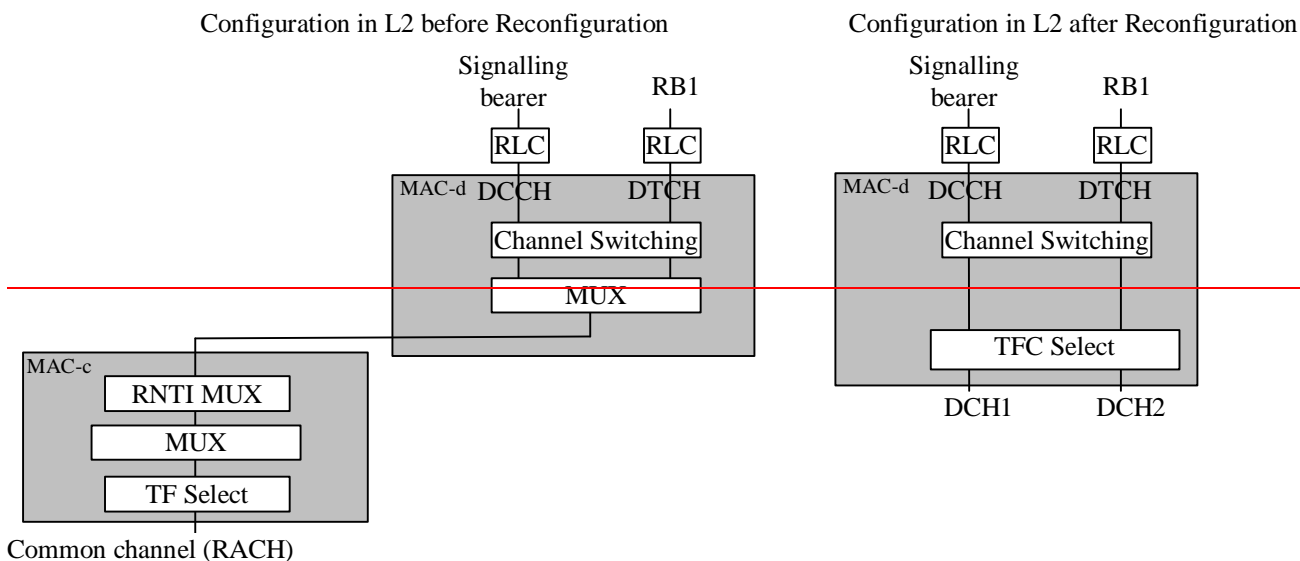 Configuration in L2 before Reconfiguration
Signalling
bearer
RB1
RLC
RLC
MAC-d
DCCH
DTCH
Channel Switching
MUX
MAC-c
RNTI MUX
MUX
TF Select
Common channel (RACH)
Configuration in L2 after Reconfiguration
Signalling
bearer
RB1
RLC
RLC
MAC-d
DCCH
DTCH
Channel Switching
TFC Select
DCH1
DCH2